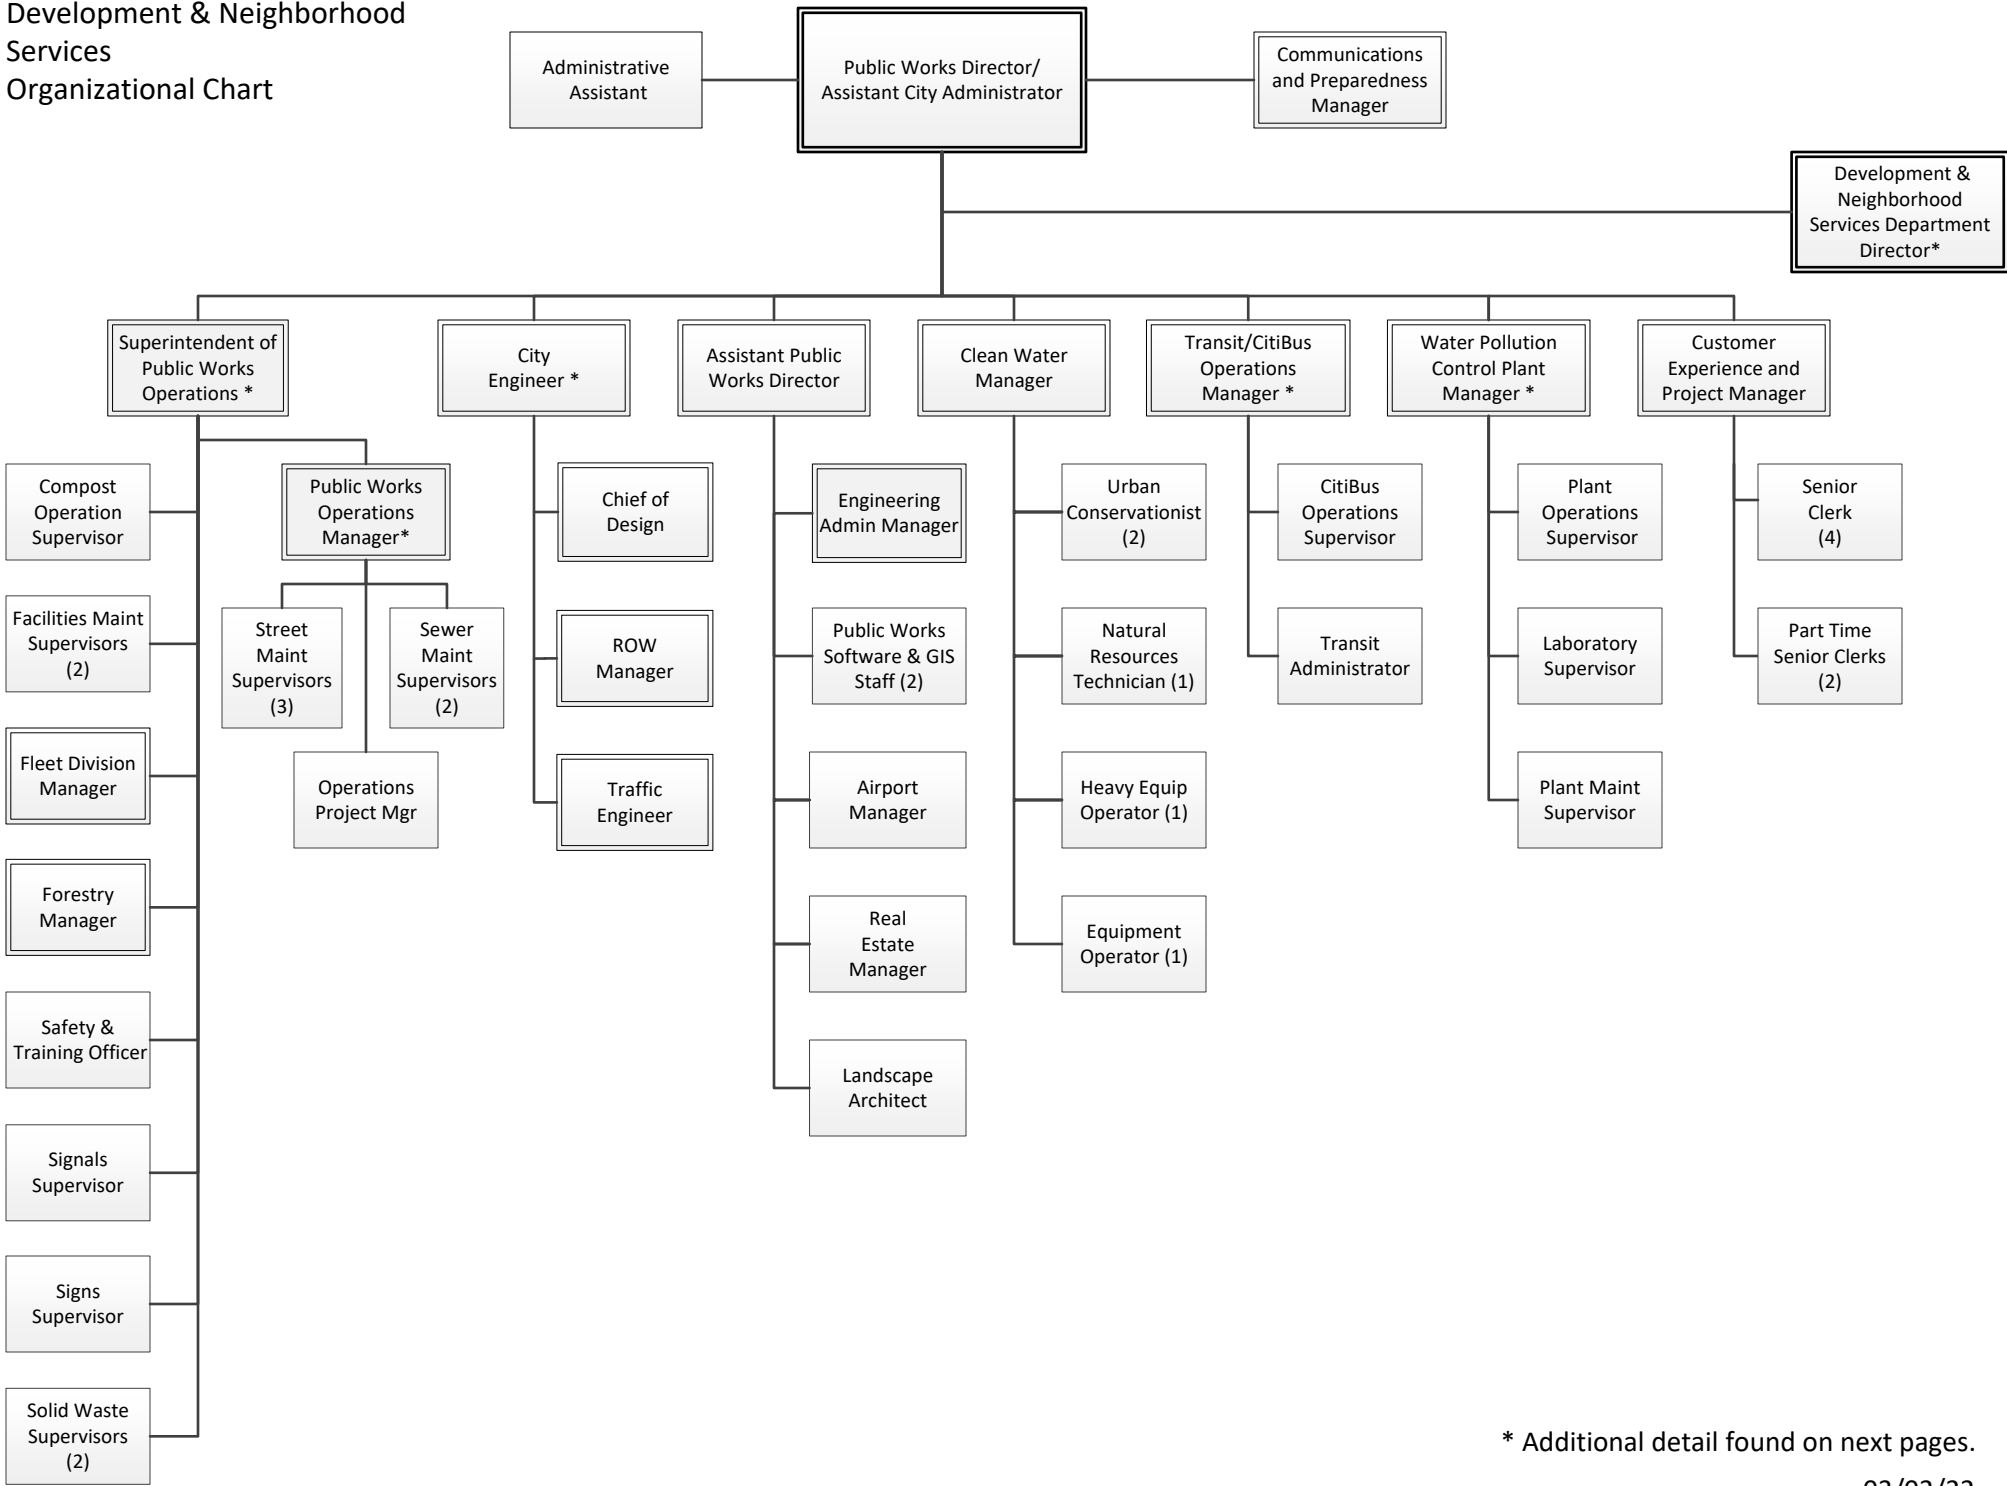 Development & Neighborhood
Services
Organizational Chart
Administrative
Assistant
Public Works Director/
Assistant City Administrator
Communications
and Preparedness
Manager
Development &
Neighborhood
Services Department
Director*
Superintendent of
Public Works
Operations *
City
Engineer *
Assistant Public
Works Director
Clean Water
Manager
Transit/CitiBus
Operations
Manager *
Water Pollution
Control Plant
Manager *
Customer
Experience and
Project Manager
Compost
Operation
Supervisor
Facilities Maint
Supervisors
(2)
Fleet Division
Manager
Forestry
Manager
Safety &
Training Officer
Signals
Supervisor
Signs
Supervisor
Solid Waste
Supervisors
(2)
Public Works
Operations
Manager*
Street
Maint
Supervisors
(3)
Sewer
Maint
Supervisors
(2)
Operations
Project Mgr
Chief of
Design
ROW
Manager
Traffic
Engineer
Engineering
Admin Manager
Public Works
Software & GIS
Staff (2)
Airport
Manager
Real
Estate
Manager
Landscape
Architect
Urban
Conservationist
(2)
Natural
Resources
Technician (1)
Heavy Equip
Operator (1)
Equipment
Operator (1)
CitiBus
Operations
Supervisor
Transit
Administrator
Plant
Operations
Supervisor
Laboratory
Supervisor
Plant Maint
Supervisor
Senior
Clerk
(4)
Part Time
Senior Clerks
(2)
* Additional detail found on next pages.